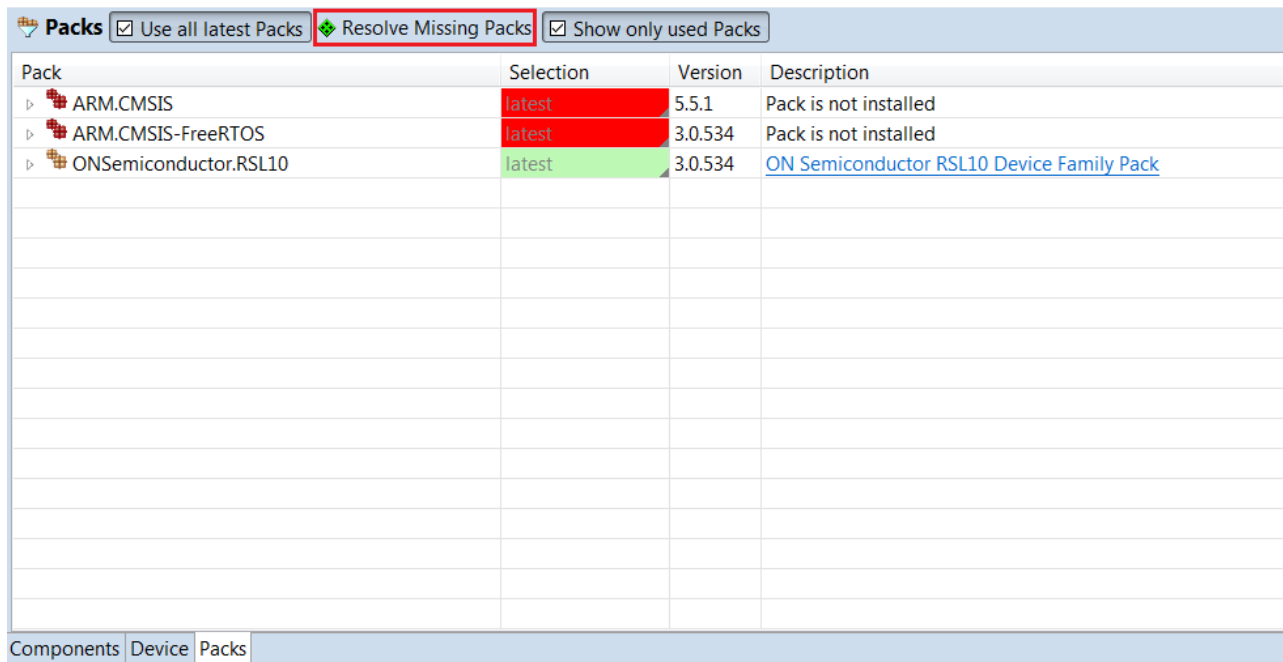 Packs Use all latest Packs Resolve Missing Packs Show only used Packs
Pack Selection Version Description
ARM.CMSIS latest 5.5.1 Pack is not installed
ARM.CMSIS-FreeRTOS latest 3.0.534 Pack is not installed
ONSemiconductor.RSL10 latest 3.0.534 ON Semiconductor RSL10 Device Family Pack
Components Device Packs